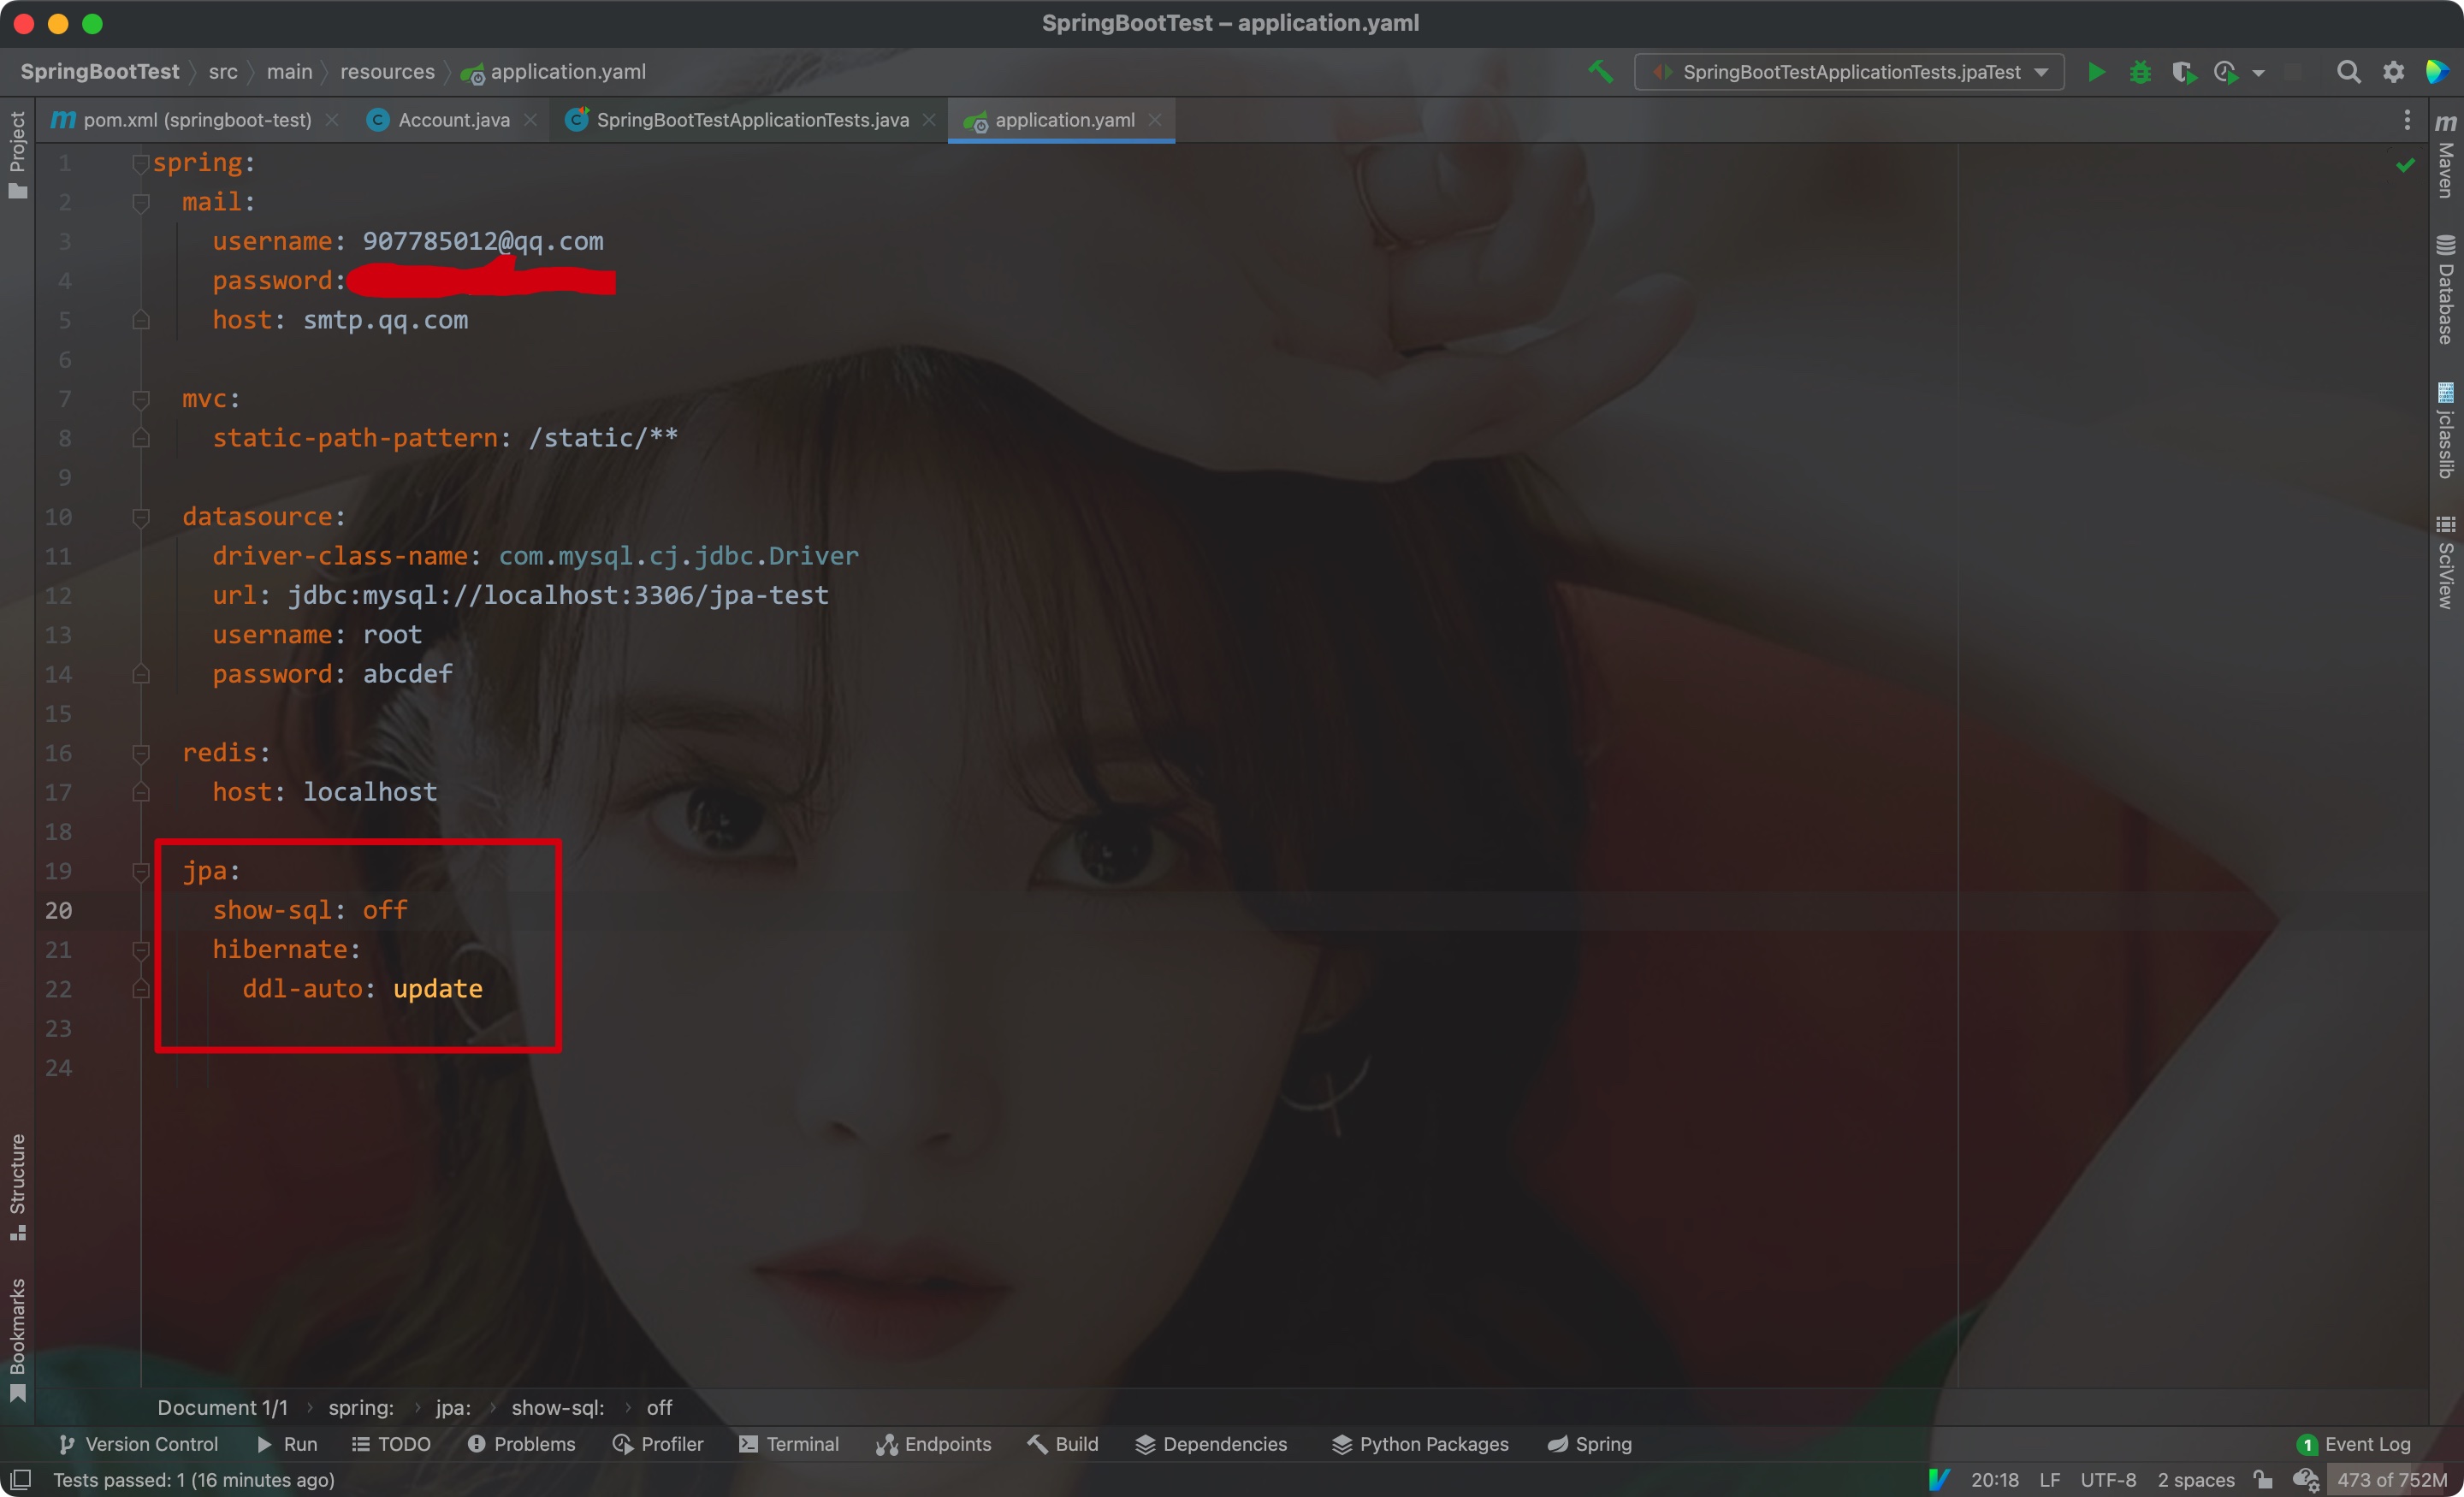 SpringBootTest – application.yaml
SpringBootTest src main resources application.yaml SpringBootTestApplicationTests.jpaTest
pom.xml (springboot-test) Account.java SpringBootTestApplicationTests.java application.yaml
Project
Structure
Bookmarks
1 spring:
2 mail:
3 username: 907785012@qq.com
4 password:
5 host: smtp.qq.com
6
7 mvc:
8 static-path-pattern: /static/**
9
10 datasource:
11 driver-class-name: com.mysql.cj.jdbc.Driver
12 url: jdbc:mysql://localhost:3306/jpa-test
13 username: root
14 password: abcdef
15
16 redis:
17 host: localhost
18
19 jpa:
20 show-sql: off
21 hibernate:
22 ddl-auto: update
23
24
Maven
Database
jclasslib
SciView
Document 1/1 › spring: › jpa: › show-sql: › off
Version Control Run TODO Problems Profiler Terminal Endpoints Build Dependencies Python Packages Spring 1 Event Log
Tests passed: 1 (16 minutes ago) 20:18 LF UTF-8 2 spaces 473 of 752M